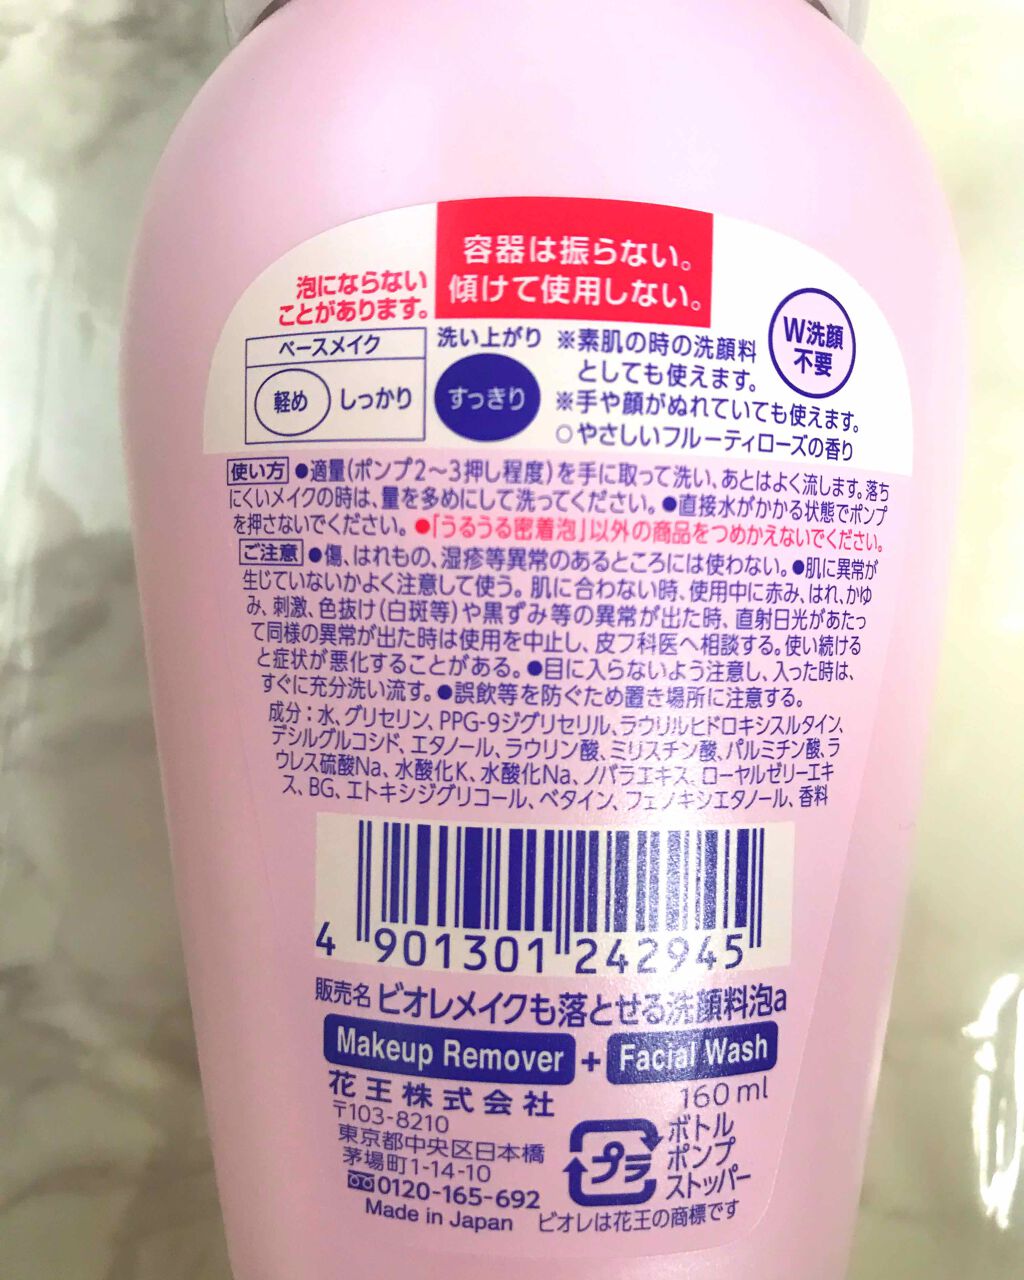 容器は振らない。
傾けて使用しない。
泡にならない
ことがあります。
ベースメイク
軽め しっかり
洗い上がり
すっきり
※素肌の時の洗顔料
としても使えます。
※手や顔がぬれていても使えます。
○やさしいフルーティローズの香り
W洗顔
不要
使い方 ●適量(ポンプ2〜3押し程度)を手に取って洗い、あとはよく流します。落ち
にくいメイクの時は、量を多めにして洗ってください。●直接水がかかる状態でポンプ
を押さないでください。●「うるうる密着泡」以外の商品をつめかえないでください。
ご注意 ●傷、はれもの、湿疹等異常のあるところには使わない。●肌に異常が
生じていないかよく注意して使う。肌に合わない時、使用中に赤み、はれ、かゆ
み、刺激、色抜け(白斑等)や黒ずみ等の異常が出た時、直射日光があたっ
て同様の異常が出た時は使用を中止し、皮フ科医へ相談する。使い続ける
と症状が悪化することがある。●目に入らないよう注意し、入った時は、
すぐに充分洗い流す。●誤飲等を防ぐため置き場所に注意する。
成分：水、グリセリン、PPG-9ジグリセリル、ラウリルヒドロキシスルタイン、
デシルグルコシド、エタノール、ラウリン酸、ミリスチン酸、パルミチン酸、ラ
ウレス硫酸Na、水酸化K、水酸化Na、ノバラエキス、ローヤルゼリーエキ
ス、BG、エトキシジグリコール、ベタイン、フェノキシエタノール、香料
4 901301 242945
販売名 ビオレメイクも落とせる洗顔料泡a
Makeup Remover + Facial Wash
花王株式会社
〒103-8210
東京都中央区日本橋
茅場町1-14-10
0120-165-692
Made in Japan
160 ml
プラ
ボトル
ポンプ
ストッパー
ビオレは花王の商標です